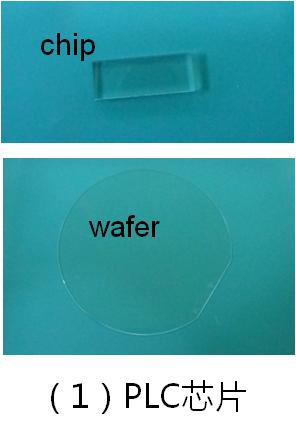 chip
wafer
（1）PLC芯片